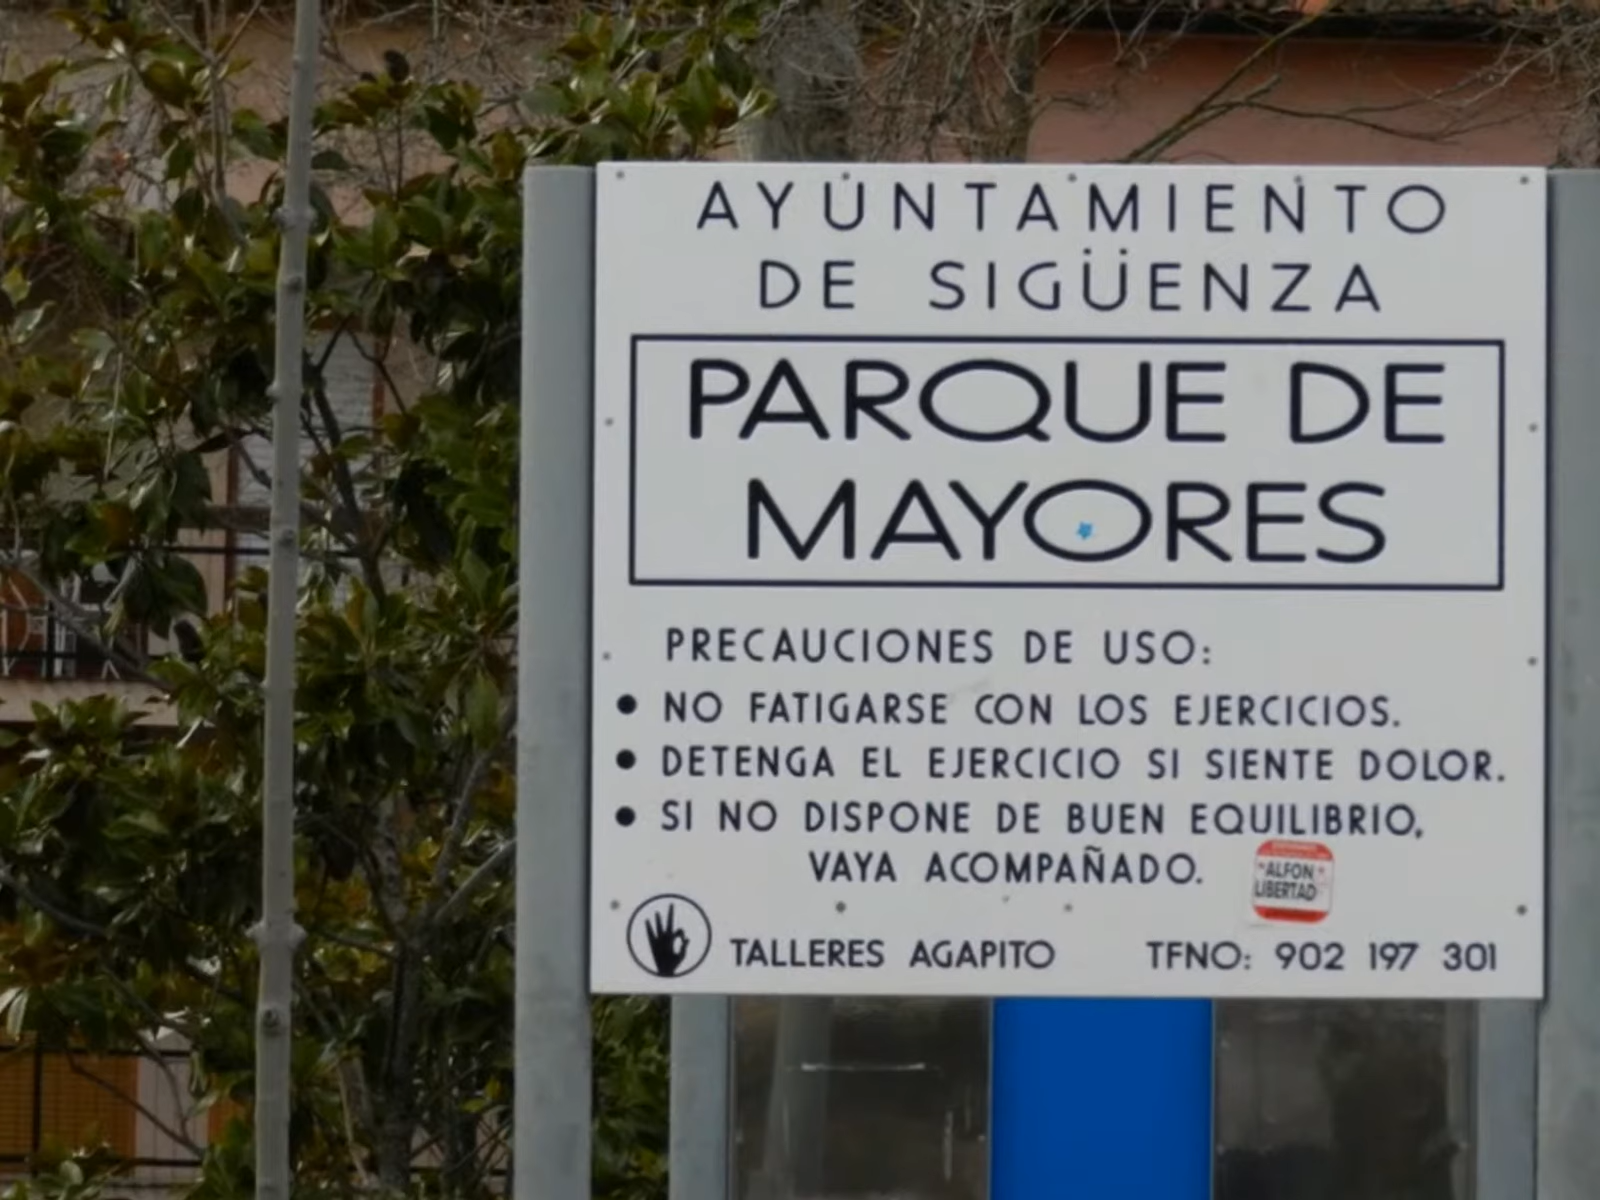 AYUNTAMIENTO
DE SIGÜENZA
PARQUE DE
MAYORES
PRECAUCIONES DE USO:
• NO FATIGARSE CON LOS EJERCICIOS.
• DETENGA EL EJERCICIO SI SIENTE DOLOR.
• SI NO DISPONE DE BUEN EQUILIBRIO,
VAYA ACOMPAÑADO.
ALFON
LIBERTAD
TALLERES AGAPITO TFNO: 902 197 301